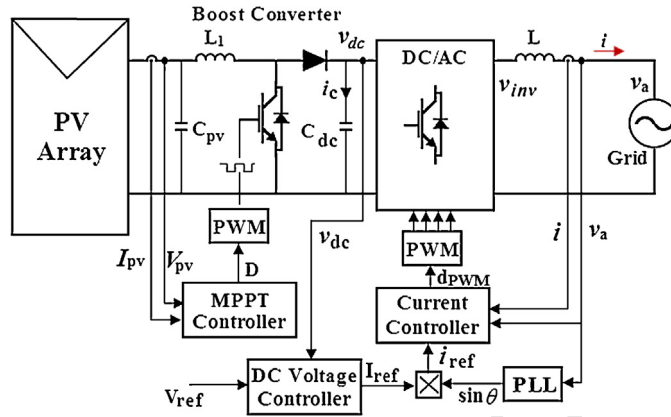 Boost Converter
L1
vdc
DC/AC
L
i
PV
Array
Cpv
ic
Cdc
vinv
va
Grid
PWM
PWM
Ipv
Vpv
D
vdc
dPWM
i
va
MPPT
Controller
Current
Controller
iref
Vref
DC Voltage
Controller
Iref
sinθ
PLL